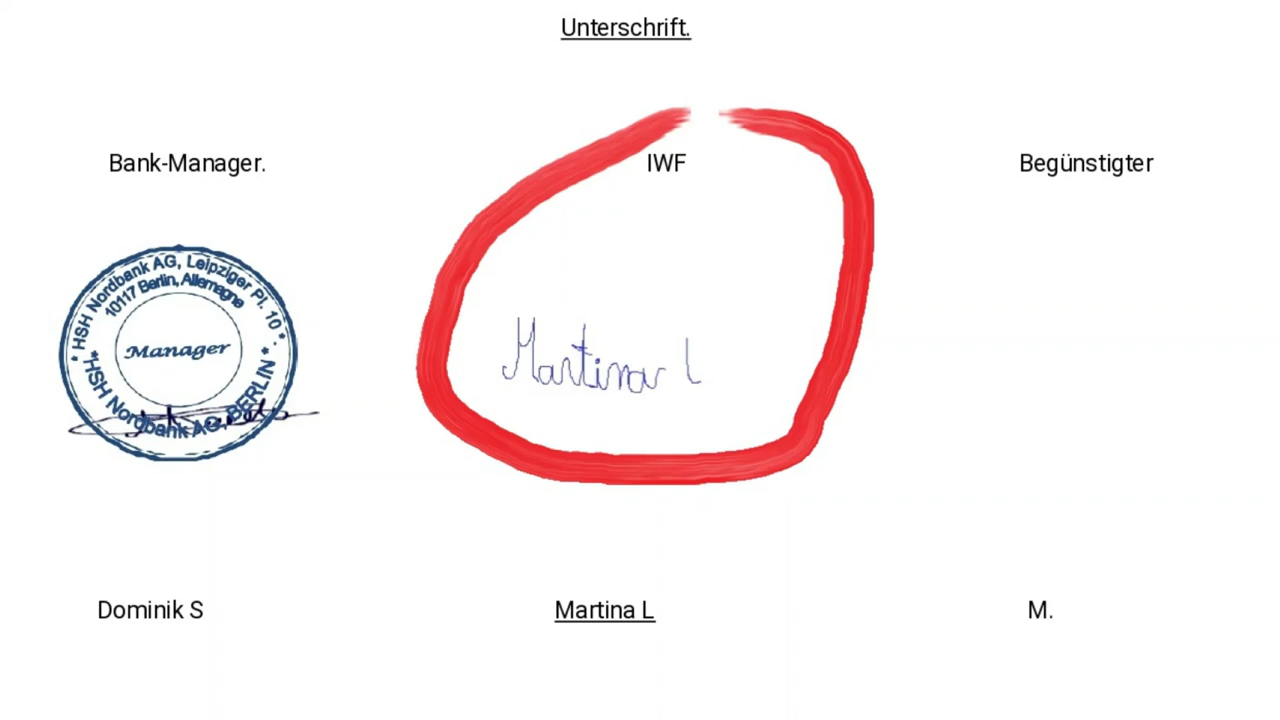 Unterschrift.
Bank-Manager.
IWF
Begünstigter
* HSH Nordbank AG, Leipziger Pl. 10 *
10117 Berlin, Allemagne
Manager
*HSH Nordbank AG, BERLIN *
Martina L
Dominik S
Martina L
M.